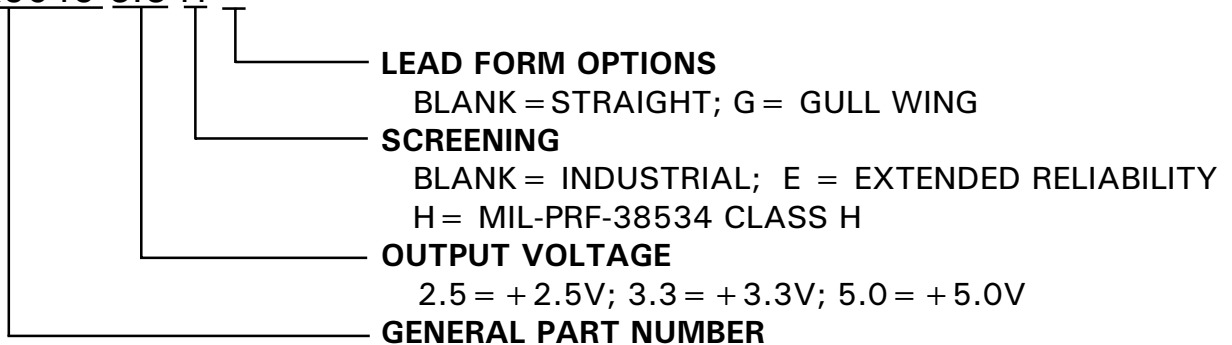 LEAD FORM OPTIONS
BLANK = STRAIGHT; G = GULL WING
SCREENING
BLANK = INDUSTRIAL; E = EXTENDED RELIABILITY
H = MIL-PRF-38534 CLASS H
OUTPUT VOLTAGE
2.5 = +2.5V; 3.3 = +3.3V; 5.0 = +5.0V
GENERAL PART NUMBER